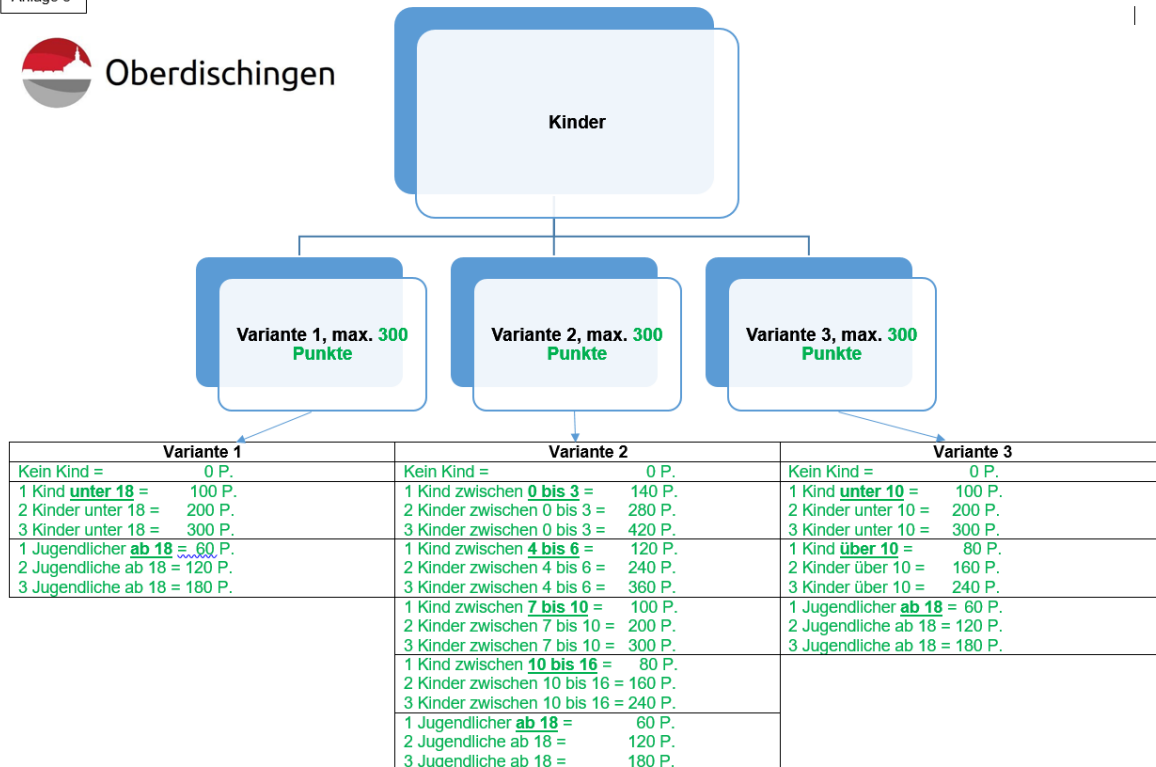 Oberdischingen
Kinder
Variante 1, max. 300
Punkte
Variante 2, max. 300
Punkte
Variante 3, max. 300
Punkte
Variante 1
Kein Kind = 0 P.
1 Kind unter 18 = 100 P.
2 Kinder unter 18 = 200 P.
3 Kinder unter 18 = 300 P.
1 Jugendlicher ab 18 = 60 P.
2 Jugendliche ab 18 = 120 P.
3 Jugendliche ab 18 = 180 P.
Variante 2
Kein Kind = 0 P.
1 Kind zwischen 0 bis 3 = 140 P.
2 Kinder zwischen 0 bis 3 = 280 P.
3 Kinder zwischen 0 bis 3 = 420 P.
1 Kind zwischen 4 bis 6 = 120 P.
2 Kinder zwischen 4 bis 6 = 240 P.
3 Kinder zwischen 4 bis 6 = 360 P.
1 Kind zwischen 7 bis 10 = 100 P.
2 Kinder zwischen 7 bis 10 = 200 P.
3 Kinder zwischen 7 bis 10 = 300 P.
1 Kind zwischen 10 bis 16 = 80 P.
2 Kinder zwischen 10 bis 16 = 160 P.
3 Kinder zwischen 10 bis 16 = 240 P.
1 Jugendlicher ab 18 = 60 P.
2 Jugendliche ab 18 = 120 P.
3 Jugendliche ab 18 = 180 P.
Variante 3
Kein Kind = 0 P.
1 Kind unter 10 = 100 P.
2 Kinder unter 10 = 200 P.
3 Kinder unter 10 = 300 P.
1 Kind über 10 = 80 P.
2 Kinder über 10 = 160 P.
3 Kinder über 10 = 240 P.
1 Jugendlicher ab 18 = 60 P.
2 Jugendliche ab 18 = 120 P.
3 Jugendliche ab 18 = 180 P.